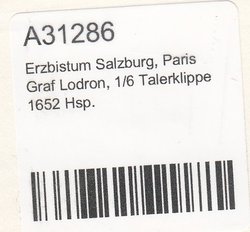 A31286
Erzbistum Salzburg, Paris
Graf Lodron, 1/6 Talerklippe
1652 Hsp.